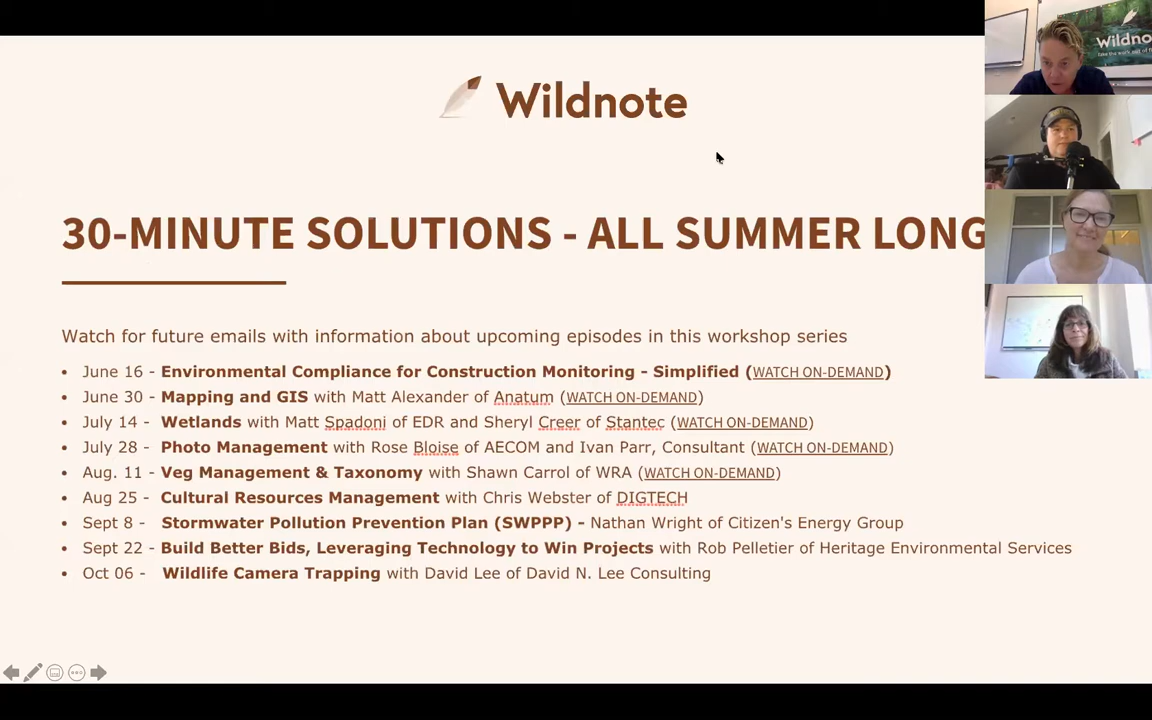 Wildnote
30-MINUTE SOLUTIONS - ALL SUMMER LONG
Watch for future emails with information about upcoming episodes in this workshop series
• June 16 - Environmental Compliance for Construction Monitoring - Simplified (WATCH ON-DEMAND)
• June 30 - Mapping and GIS with Matt Alexander of Anatum (WATCH ON-DEMAND)
• July 14 - Wetlands with Matt Spadoni of EDR and Sheryl Creer of Stantec (WATCH ON-DEMAND)
• July 28 - Photo Management with Rose Bloise of AECOM and Ivan Parr, Consultant (WATCH ON-DEMAND)
• Aug. 11 - Veg Management & Taxonomy with Shawn Carrol of WRA (WATCH ON-DEMAND)
• Aug 25 - Cultural Resources Management with Chris Webster of DIGTECH
• Sept 8 - Stormwater Pollution Prevention Plan (SWPPP) - Nathan Wright of Citizen's Energy Group
• Sept 22 - Build Better Bids, Leveraging Technology to Win Projects with Rob Pelletier of Heritage Environmental Services
• Oct 06 - Wildlife Camera Trapping with David Lee of David N. Lee Consulting
Wildno